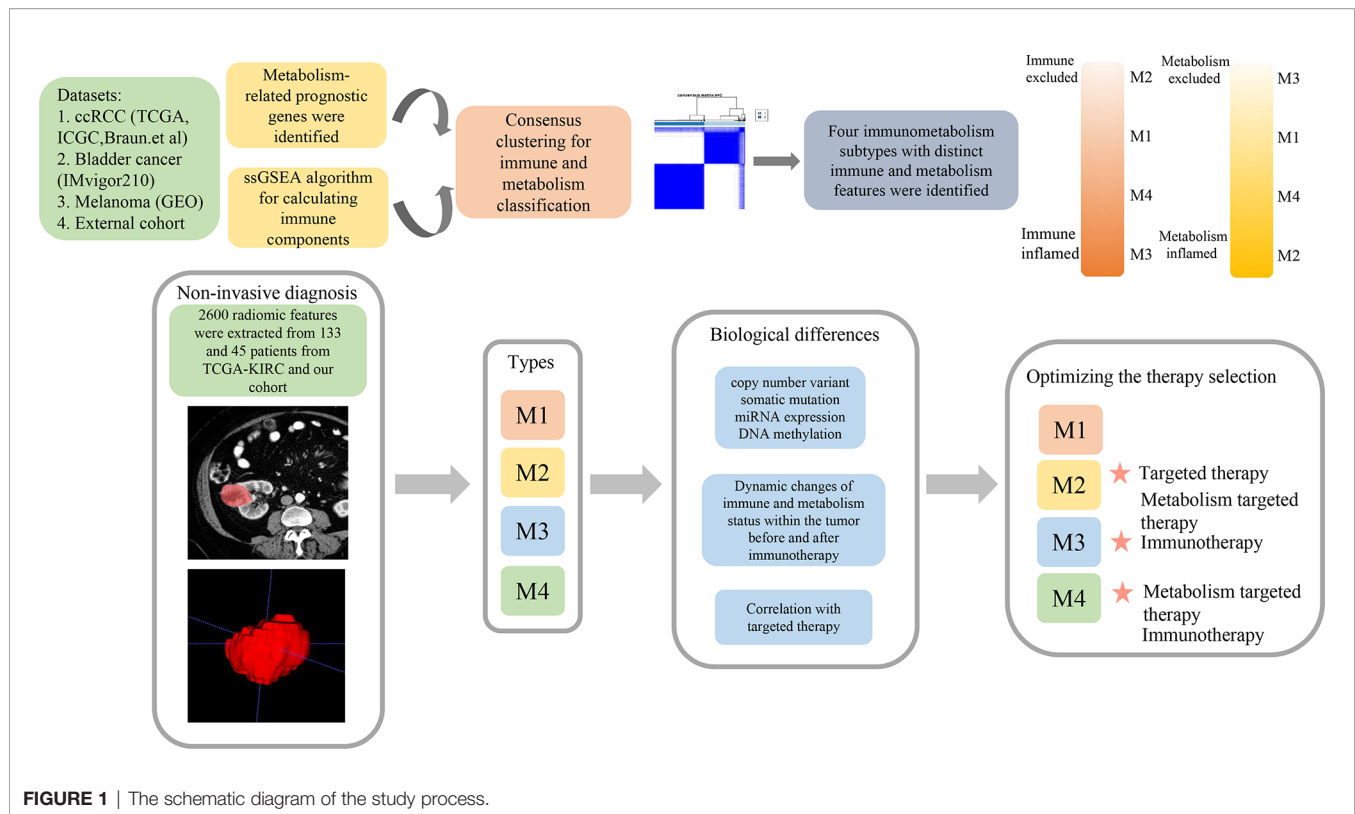 Datasets:
1. ccRCC (TCGA,
ICGC,Braun.et al)
2. Bladder cancer
(IMvigor210)
3. Melanoma (GEO)
4. External cohort
Metabolism-
related prognostic
genes were
identified
ssGSEA algorithm
for calculating
immune
components
Consensus
clustering for
immune and
metabolism
classification
consensus matrix k=2
Four immunometabolism
subtypes with distinct
immune and metabolism
features were identified
Immune
excluded
Immune
inflamed
M2
M1
M4
M3
Metabolism
excluded
Metabolism
inflamed
M3
M1
M4
M2
Non-invasive diagnosis
2600 radiomic features
were extracted from 133
and 45 patients from
TCGA-KIRC and our
cohort
Types
M1
M2
M3
M4
Biological differences
copy number variant
somatic mutation
miRNA expression
DNA methylation
Dynamic changes of
immune and metabolism
status within the tumor
before and after
immunotherapy
Correlation with
targeted therapy
Optimizing the therapy selection
M1
M2
Targeted therapy
Metabolism targeted
therapy
M3
Immunotherapy
M4
Metabolism targeted
therapy
Immunotherapy
FIGURE 1 | The schematic diagram of the study process.